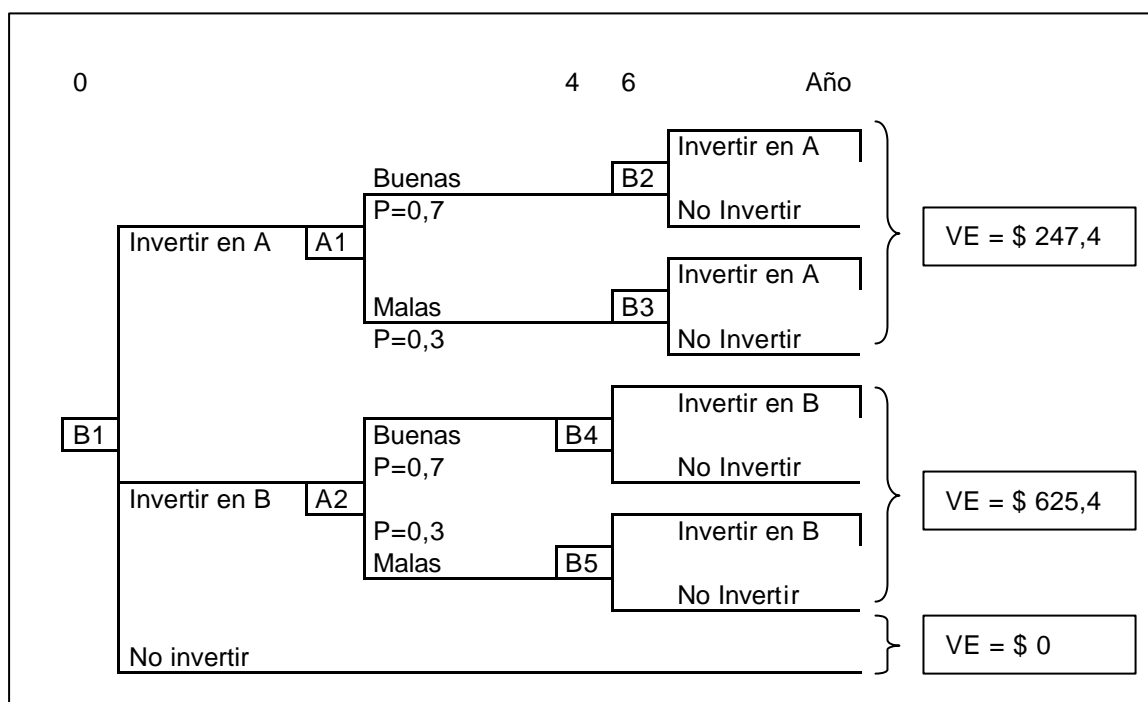 0 4 6 Año
Invertir en A
Buenas B2
P=0,7 No Invertir
Invertir en A A1 VE = $ 247,4
Invertir en A
Malas B3
P=0,3 No Invertir
Invertir en B
B1 Buenas B4
P=0,7 No Invertir
Invertir en B A2 VE = $ 625,4
P=0,3 Invertir en B
Malas B5
No Invertir
No invertir VE = $ 0